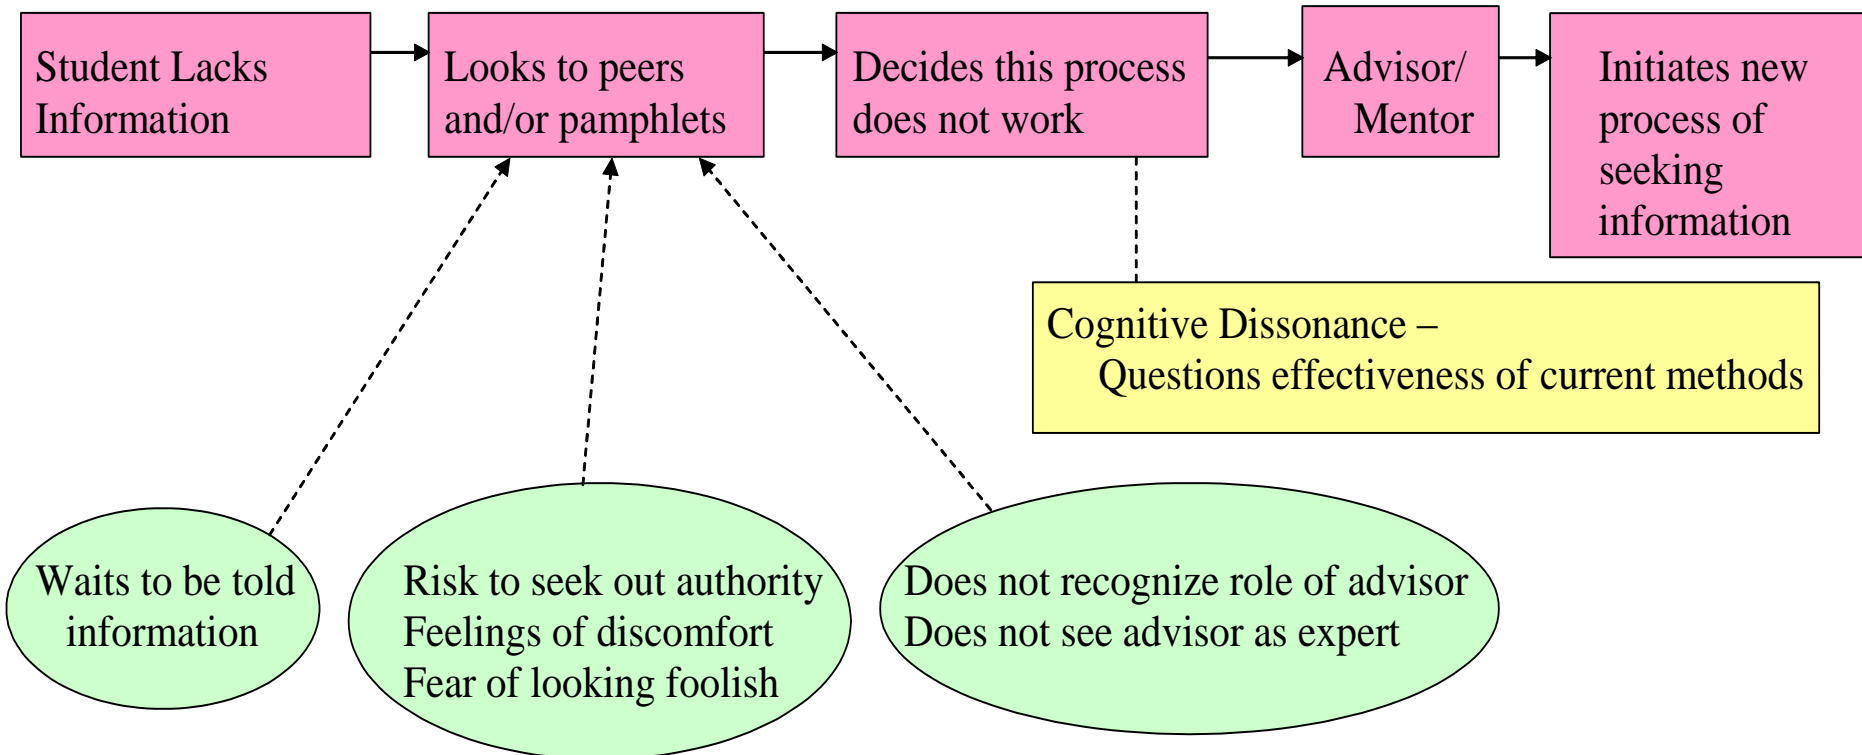 Student Lacks
Information
Looks to peers
and/or pamphlets
Decides this process
does not work
Advisor/
Mentor
Initiates new
process of
seeking
information
Cognitive Dissonance –
Questions effectiveness of current methods
Waits to be told
information
Risk to seek out authority
Feelings of discomfort
Fear of looking foolish
Does not recognize role of advisor
Does not see advisor as expert